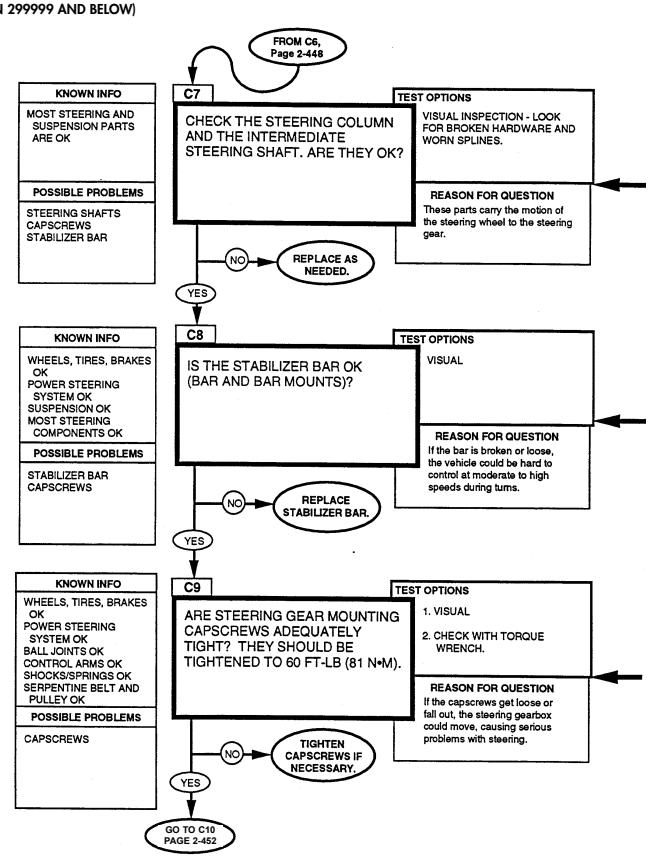 N 299999 AND BELOW)
FROM C6,
Page 2-448
KNOWN INFO
MOST STEERING AND
SUSPENSION PARTS
ARE OK
POSSIBLE PROBLEMS
STEERING SHAFTS
CAPSCREWS
STABILIZER BAR
C7
CHECK THE STEERING COLUMN
AND THE INTERMEDIATE
STEERING SHAFT. ARE THEY OK?
TEST OPTIONS
VISUAL INSPECTION - LOOK
FOR BROKEN HARDWARE AND
WORN SPLINES.
REASON FOR QUESTION
These parts carry the motion of
the steering wheel to the steering
gear.
NO
REPLACE AS
NEEDED.
YES
KNOWN INFO
WHEELS, TIRES, BRAKES
OK
POWER STEERING
SYSTEM OK
SUSPENSION OK
MOST STEERING
COMPONENTS OK
POSSIBLE PROBLEMS
STABILIZER BAR
CAPSCREWS
C8
IS THE STABILIZER BAR OK
(BAR AND BAR MOUNTS)?
TEST OPTIONS
VISUAL
REASON FOR QUESTION
If the bar is broken or loose,
the vehicle could be hard to
control at moderate to high
speeds during turns.
NO
REPLACE
STABILIZER BAR.
YES
KNOWN INFO
WHEELS, TIRES, BRAKES
OK
POWER STEERING
SYSTEM OK
BALL JOINTS OK
CONTROL ARMS OK
SHOCKS/SPRINGS OK
SERPENTINE BELT AND
PULLEY OK
POSSIBLE PROBLEMS
CAPSCREWS
C9
ARE STEERING GEAR MOUNTING
CAPSCREWS ADEQUATELY
TIGHT? THEY SHOULD BE
TIGHTENED TO 60 FT-LB (81 N•M).
TEST OPTIONS
1. VISUAL
2. CHECK WITH TORQUE
WRENCH.
REASON FOR QUESTION
If the capscrews get loose or
fall out, the steering gearbox
could move, causing serious
problems with steering.
NO
TIGHTEN
CAPSCREWS IF
NECESSARY.
YES
GO TO C10
PAGE 2-452